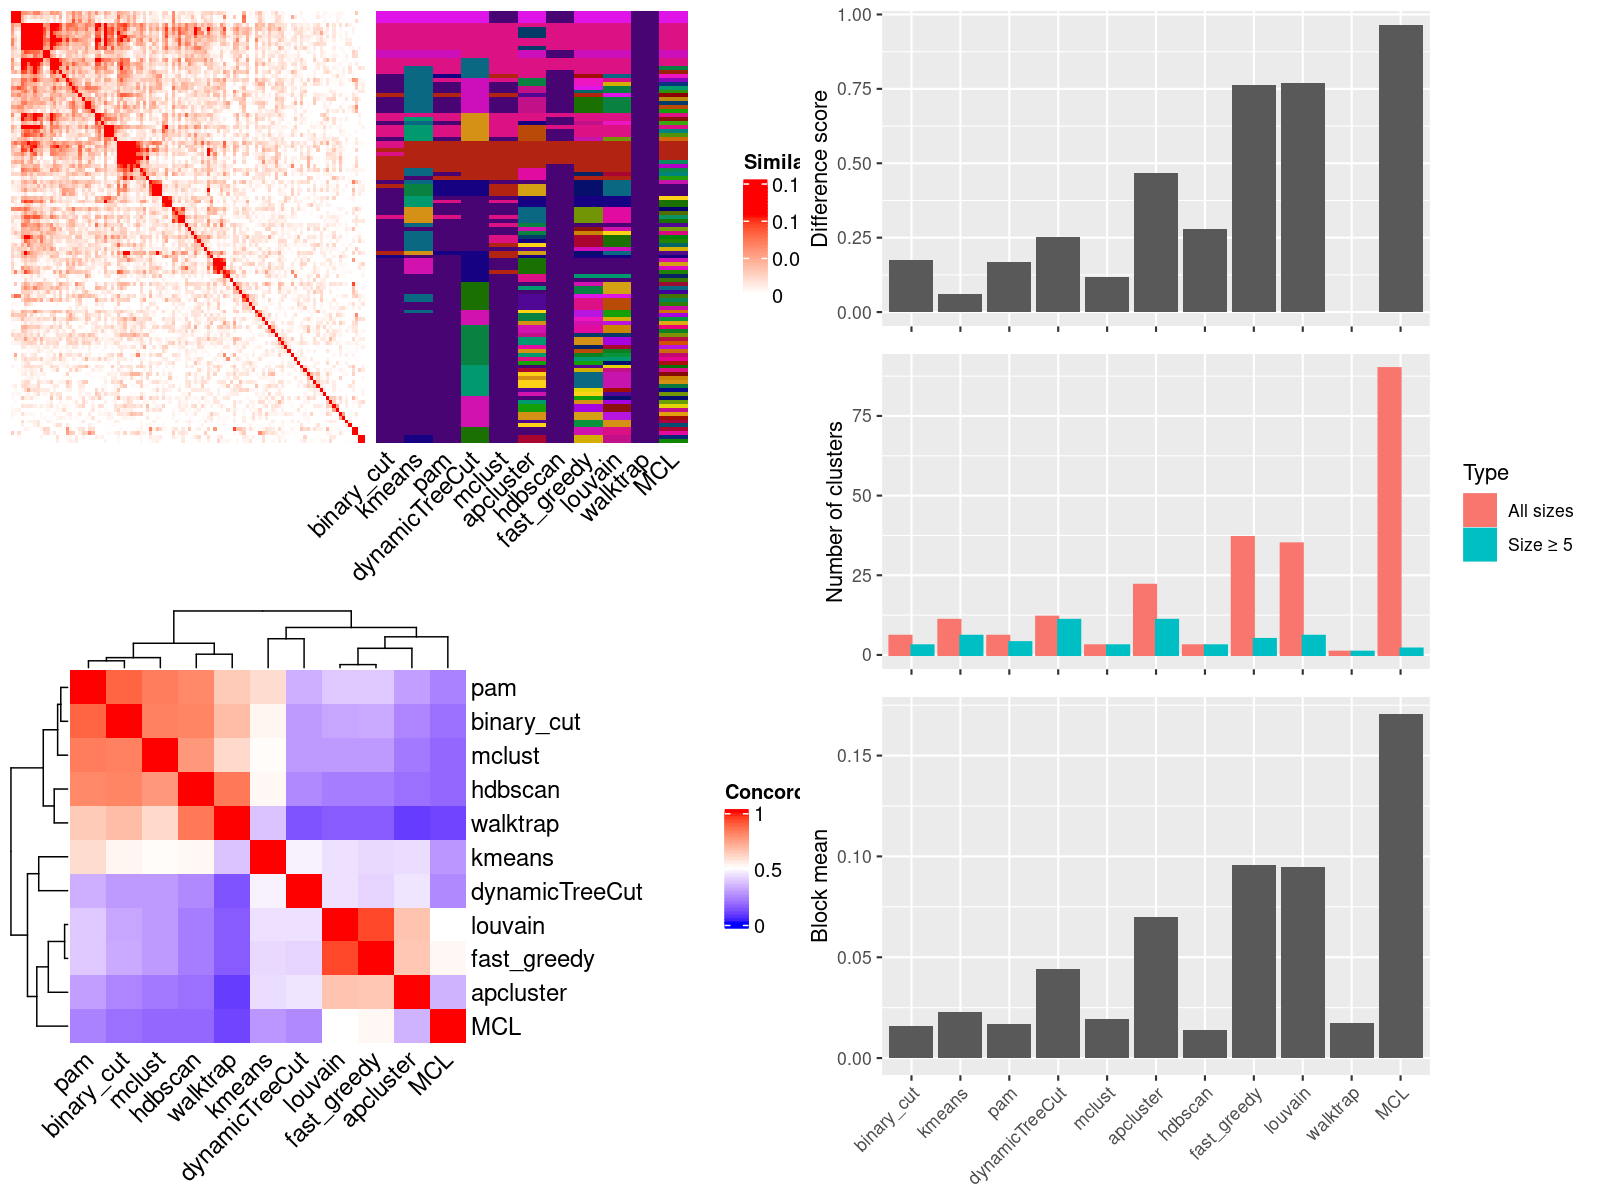 Simila
0.1
0.1
0.0
0
binary_cut
kmeans
pam
dynamicTreeCut
mclust
apcluster
hdbscan
fast_greedy
louvain
walktrap
MCL
pam
binary_cut
mclust
hdbscan
walktrap
kmeans
dynamicTreeCut
louvain
fast_greedy
apcluster
MCL
pam
binary_cut
mclust
hdbscan
walktrap
kmeans
dynamicTreeCut
louvain
fast_greedy
apcluster
MCL
Concord
1
0.5
0
Difference score
1.00
0.75
0.50
0.25
0.00
Number of clusters
75
50
25
0
Type
All sizes
Size ≥ 5
Block mean
0.15
0.10
0.05
0.00
binary_cut
kmeans
pam
dynamicTreeCut
mclust
apcluster
hdbscan
fast_greedy
louvain
walktrap
MCL